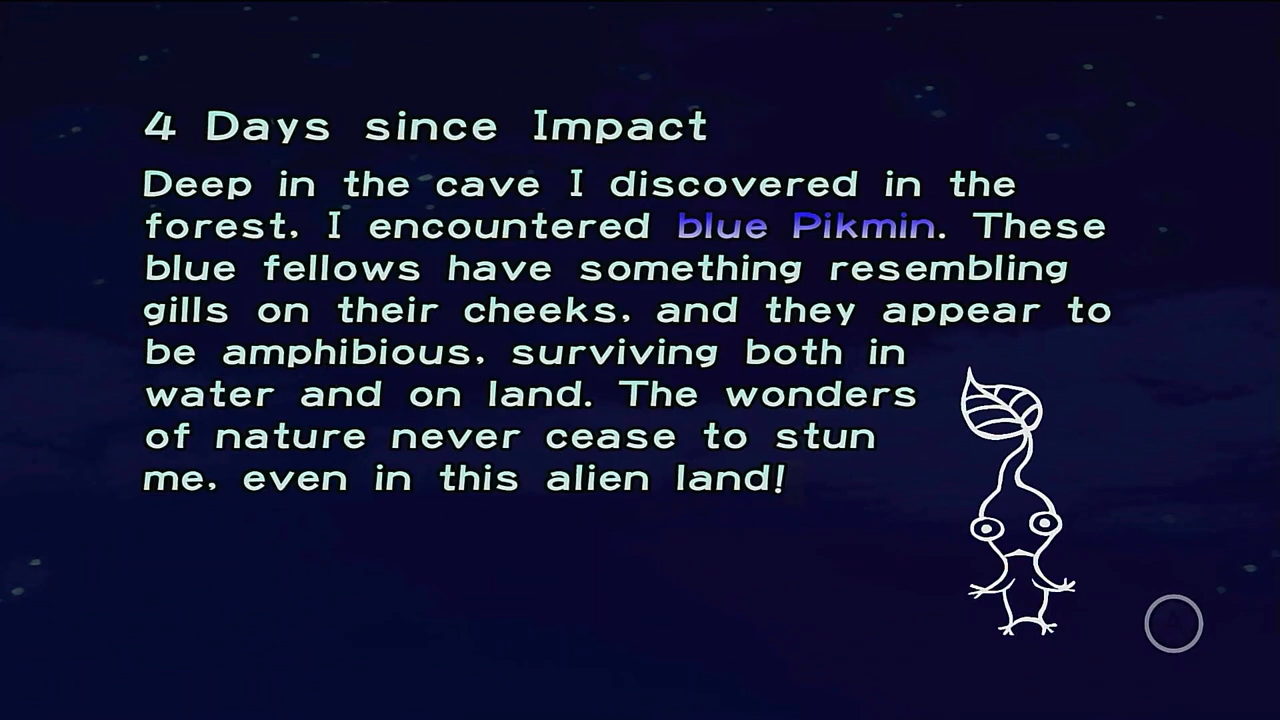 4 Days since Impact
Deep in the cave I discovered in the
forest, I encountered blue Pikmin. These
blue fellows have something resembling
gills on their cheeks, and they appear to
be amphibious, surviving both in
water and on land. The wonders
of nature never cease to stun
me, even in this alien land!